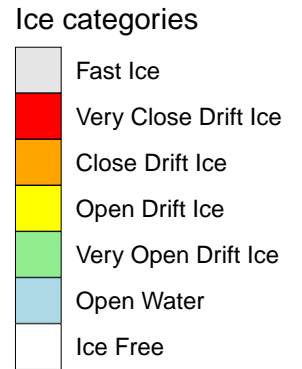 Ice categories
Fast Ice
Very Close Drift Ice
Close Drift Ice
Open Drift Ice
Very Open Drift Ice
Open Water
Ice Free